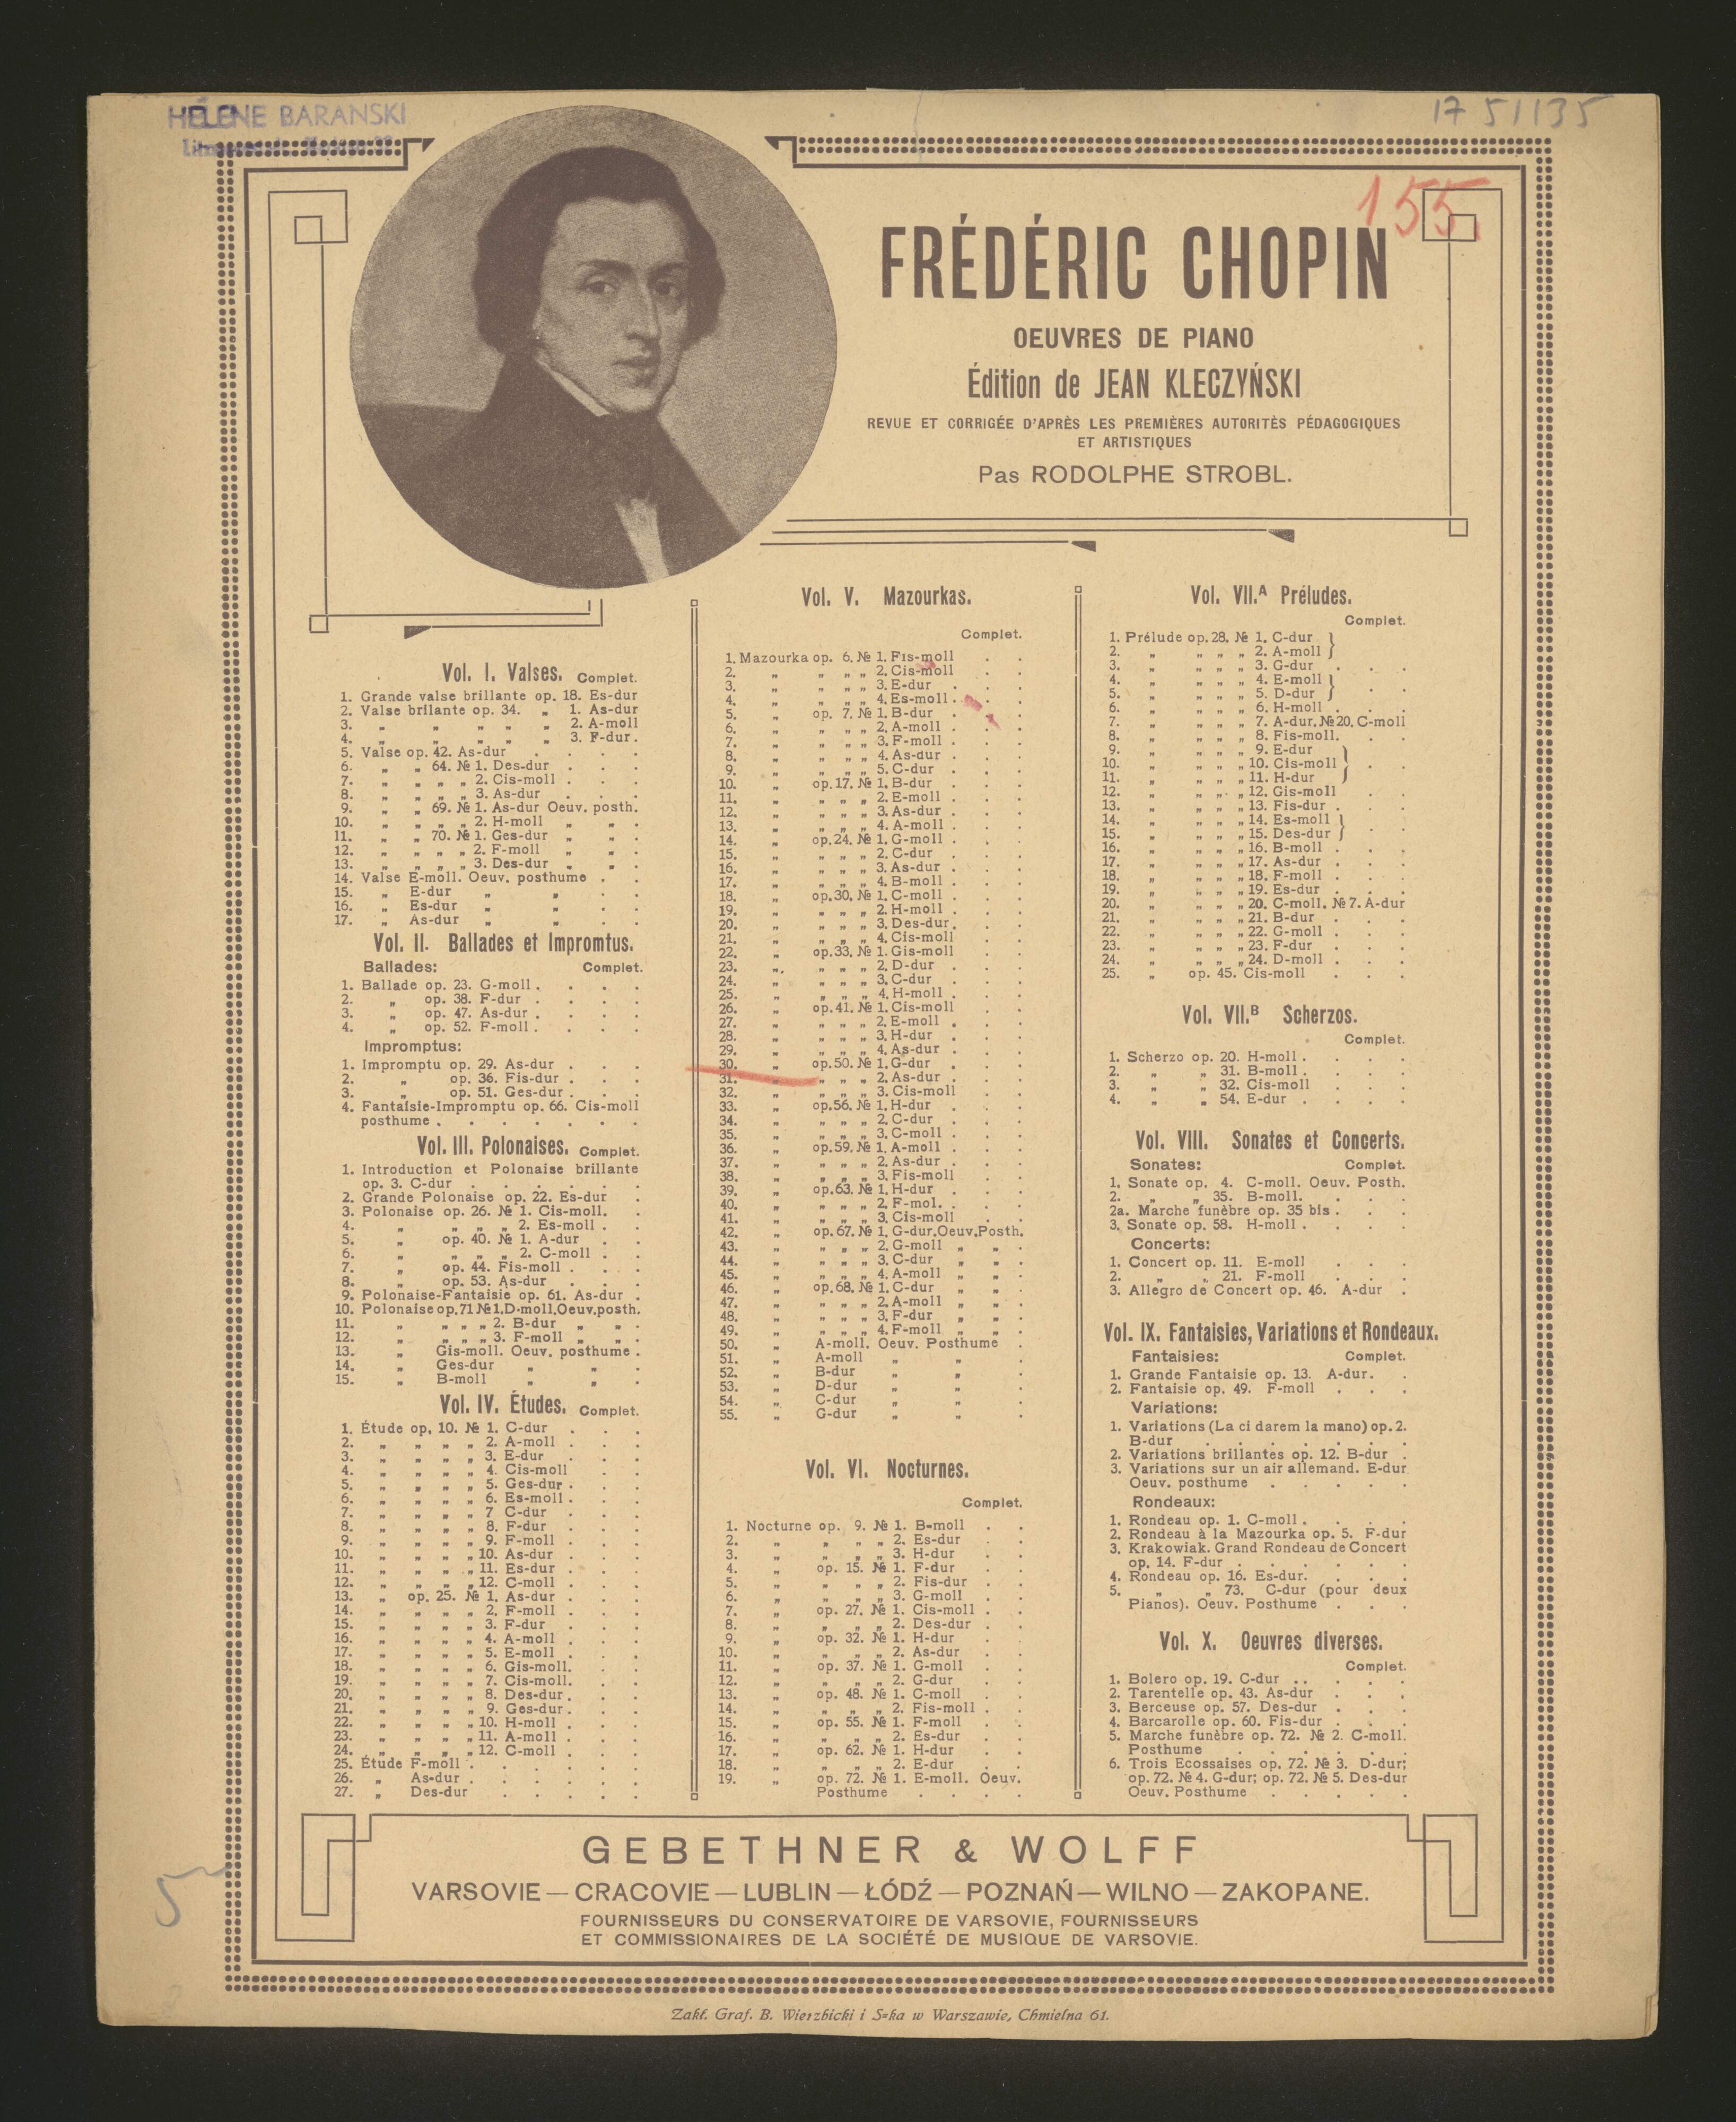 HÉLENE BARANSKI
17 51135
155
FRÉDÉRIC CHOPIN
OEUVRES DE PIANO
Édition de JEAN KLECZYŃSKI
REVUE ET CORRIGÉE D'APRÈS LES PREMIÈRES AUTORITÈS PÉDAGOGIQUES
ET ARTISTIQUES
Pas RODOLPHE STROBL.
Vol. I. Valses. Complet.
1. Grande valse brillante op. 18. Es-dur
2. Valse brilante op. 34. „ 1. As-dur
3. „ „ „ „ „ 2. A-moll
4. „ „ „ „ „ 3. F-dur.
5. Valse op. 42. As-dur
6. „ „ 64. № 1. Des-dur
7. „ „ „ „ 2. Cis-moll
8. „ „ „ „ 3. As-dur
9. „ „ 69. № 1. As-dur Oeuv. posth.
10. „ „ „ „ 2. H-moll „ „
11. „ „ 70. № 1. Ges-dur „ „
12. „ „ „ „ 2. F-moll „ „
13. „ „ „ „ 3. Des-dur „ „
14. Valse E-moll. Oeuv. posthume
15. „ E-dur „ „
16. „ Es-dur „ „
17. „ As-dur „ „
Vol. II. Ballades et Impromtus.
Ballades: Complet.
1. Ballade op. 23. G-moll.
2. „ op. 38. F-dur
3. „ op. 47. As-dur
4. „ op. 52. F-moll.
Impromptus:
1. Impromptu op. 29. As-dur
2. „ op. 36. Fis-dur
3. „ op. 51. Ges-dur
4. Fantaisie-Impromptu op. 66. Cis-moll
posthume
Vol. III. Polonaises. Complet.
1. Introduction et Polonaise brillante
op. 3. C-dur
2. Grande Polonaise op. 22. Es-dur
3. Polonaise op. 26. № 1. Cis-moll.
4. „ „ „ „ 2. Es-moll
5. „ op. 40. № 1. A-dur
6. „ „ „ „ 2. C-moll
7. „ op. 44. Fis-moll
8. „ op. 53. As-dur
9. Polonaise-Fantaisie op. 61. As-dur
10. Polonaise op. 71 № 1. D-moll. Oeuv. posth.
11. „ „ „ „ 2. B-dur „ „
12. „ „ „ „ 3. F-moll „ „
13. „ Gis-moll. Oeuv. posthume
14. „ Ges-dur „ „
15. „ B-moll „ „
Vol. IV. Études. Complet.
1. Étude op. 10. № 1. C-dur
2. „ „ „ „ 2. A-moll
3. „ „ „ „ 3. E-dur
4. „ „ „ „ 4. Cis-moll
5. „ „ „ „ 5. Ges-dur
6. „ „ „ „ 6. Es-moll
7. „ „ „ „ 7 C-dur
8. „ „ „ „ 8. F-dur
9. „ „ „ „ 9. F-moll
10. „ „ „ „ 10. As-dur
11. „ „ „ „ 11. Es-dur
12. „ „ „ „ 12. C-moll
13. „ op. 25. № 1. As-dur
14. „ „ „ „ 2. F-moll
15. „ „ „ „ 3. F-dur
16. „ „ „ „ 4. A-moll
17. „ „ „ „ 5. E-moll
18. „ „ „ „ 6. Gis-moll.
19. „ „ „ „ 7. Cis-moll.
20. „ „ „ „ 8. Des-dur.
21. „ „ „ „ 9. Ges-dur.
22. „ „ „ „ 10. H-moll
23. „ „ „ „ 11. A-moll
24. „ „ „ „ 12. C-moll
25. Étude F-moll
26. „ As-dur
27. „ Des-dur
Vol. V. Mazourkas.
Complet.
1. Mazourka op. 6. № 1. Fis-moll
2. „ „ „ „ 2. Cis-moll
3. „ „ „ „ 3. E-dur
4. „ „ „ „ 4. Es-moll
5. „ op. 7. № 1. B-dur
6. „ „ „ „ 2. A-moll
7. „ „ „ „ 3. F-moll
8. „ „ „ „ 4. As-dur
9. „ „ „ „ 5. C-dur
10. „ op. 17. № 1. B-dur
11. „ „ „ „ 2. E-moll
12. „ „ „ „ 3. As-dur
13. „ „ „ „ 4. A-moll
14. „ op. 24. № 1. G-moll
15. „ „ „ „ 2. C-dur
16. „ „ „ „ 3. As-dur
17. „ „ „ „ 4. B-moll
18. „ op. 30. № 1. C-moll
19. „ „ „ „ 2. H-moll
20. „ „ „ „ 3. Des-dur.
21. „ „ „ „ 4. Cis-moll
22. „ op. 33. № 1. Gis-moll
23. „ „ „ „ 2. D-dur
24. „ „ „ „ 3. C-dur
25. „ „ „ „ 4. H-moll
26. „ op. 41. № 1. Cis-moll
27. „ „ „ „ 2. E-moll
28. „ „ „ „ 3. H-dur
29. „ „ „ „ 4. As-dur
30. „ op. 50. № 1. G-dur
31. „ „ „ „ 2. As-dur
32. „ „ „ „ 3. Cis-moll
33. „ op. 56. № 1. H-dur
34. „ „ „ „ 2. C-dur
35. „ „ „ „ 3. C-moll
36. „ op. 59. № 1. A-moll
37. „ „ „ „ 2. As-dur
38. „ „ „ „ 3. Fis-moll
39. „ op. 63. № 1. H-dur
40. „ „ „ „ 2. F-mol.
41. „ „ „ „ 3. Cis-moll
42. „ op. 67. № 1. G-dur. Oeuv. Posth.
43. „ „ „ „ 2. G-moll „ „
44. „ „ „ „ 3. C-dur „ „
45. „ „ „ „ 4. A-moll „ „
46. „ op. 68. № 1. C-dur „ „
47. „ „ „ „ 2. A-moll „ „
48. „ „ „ „ 3. F-dur „ „
49. „ „ „ „ 4. F-moll „ „
50. „ A-moll. Oeuv. Posthume
51. „ A-moll „ „
52. „ B-dur „ „
53. „ D-dur „ „
54. „ C-dur „ „
55. „ G-dur „ „
Vol. VI. Nocturnes.
Complet.
1. Nocturne op. 9. № 1. B-moll
2. „ „ „ „ 2. Es-dur
3. „ „ „ „ 3. H-dur
4. „ op. 15. № 1. F-dur
5. „ „ „ „ 2. Fis-dur
6. „ „ „ „ 3. G-moll
7. „ op. 27. № 1. Cis-moll
8. „ „ „ „ 2. Des-dur
9. „ op. 32. № 1. H-dur
10. „ „ „ „ 2. As-dur
11. „ op. 37. № 1. G-moll
12. „ „ „ „ 2. G-dur
13. „ op. 48. № 1. C-moll
14. „ „ „ „ 2. Fis-moll
15. „ op. 55. № 1. F-moll
16. „ „ „ „ 2. Es-dur
17. „ op. 62. № 1. H-dur
18. „ „ „ „ 2. E-dur
19. „ op. 72. № 1. E-moll. Oeuv.
Posthume
Vol. VII.A Préludes.
Complet.
1. Prélude op. 28. № 1. C-dur
2. „ „ „ „ 2. A-moll
3. „ „ „ „ 3. G-dur
4. „ „ „ „ 4. E-moll
5. „ „ „ „ 5. D-dur
6. „ „ „ „ 6. H-moll
7. „ „ „ „ 7. A-dur. № 20. C-moll
8. „ „ „ „ 8. Fis-moll.
9. „ „ „ „ 9. E-dur
10. „ „ „ „ 10. Cis-moll
11. „ „ „ „ 11. H-dur
12. „ „ „ „ 12. Gis-moll
13. „ „ „ „ 13. Fis-dur
14. „ „ „ „ 14. Es-moll
15. „ „ „ „ 15. Des-dur
16. „ „ „ „ 16. B-moll
17. „ „ „ „ 17. As-dur
18. „ „ „ „ 18. F-moll
19. „ „ „ „ 19. Es-dur
20. „ „ „ „ 20. C-moll. № 7. A-dur
21. „ „ „ „ 21. B-dur
22. „ „ „ „ 22. G-moll
23. „ „ „ „ 23. F-dur
24. „ „ „ „ 24. D-moll
25. „ op. 45. Cis-moll
Vol. VII.B Scherzos.
Complet.
1. Scherzo op. 20. H-moll
2. „ „ 31. B-moll
3. „ „ 32. Cis-moll
4. „ „ 54. E-dur
Vol. VIII. Sonates et Concerts.
Sonates: Complet.
1. Sonate op. 4. C-moll. Oeuv. Posth.
2. „ „ 35. B-moll.
2a. Marche funèbre op. 35 bis
3. Sonate op. 58. H-moll
Concerts:
1. Concert op. 11. E-moll
2. „ „ 21. F-moll
3. Allegro de Concert op. 46. A-dur
Vol. IX. Fantaisies, Variations et Rondeaux.
Fantaisies: Complet.
1. Grande Fantaisie op. 13. A-dur.
2. Fantaisie op. 49. F-moll
Variations:
1. Variations (La ci darem la mano) op. 2.
B-dur
2. Variations brillantes op. 12. B-dur
3. Variations sur un air allemand. E-dur
Oeuv. posthume
Rondeaux:
1. Rondeau op. 1. C-moll
2. Rondeau à la Mazourka op. 5. F-dur
3. Krakowiak. Grand Rondeau de Concert
op. 14. F-dur
4. Rondeau op. 16. Es-dur.
5. „ „ 73. C-dur (pour deux
Pianos). Oeuv. Posthume
Vol. X. Oeuvres diverses.
Complet.
1. Bolero op. 19. C-dur
2. Tarentelle op. 43. As-dur
3. Berceuse op. 57. Des-dur
4. Barcarolle op. 60. Fis-dur
5. Marche funèbre op. 72. № 2. C-moll.
Posthume
6. Trois Ecossaises op. 72. № 3. D-dur;
op. 72. № 4. G-dur; op. 72. № 5. Des-dur
Oeuv. Posthume
GEBETHNER & WOLFF
VARSOVIE — CRACOVIE — LUBLIN — ŁÓDŹ — POZNAŃ — WILNO — ZAKOPANE.
FOURNISSEURS DU CONSERVATOIRE DE VARSOVIE, FOURNISSEURS
ET COMMISSIONAIRES DE LA SOCIÉTÉ DE MUSIQUE DE VARSOVIE.
5
Zakł. Graf. B. Wierzbicki i S-ka w Warszawie, Chmielna 61.